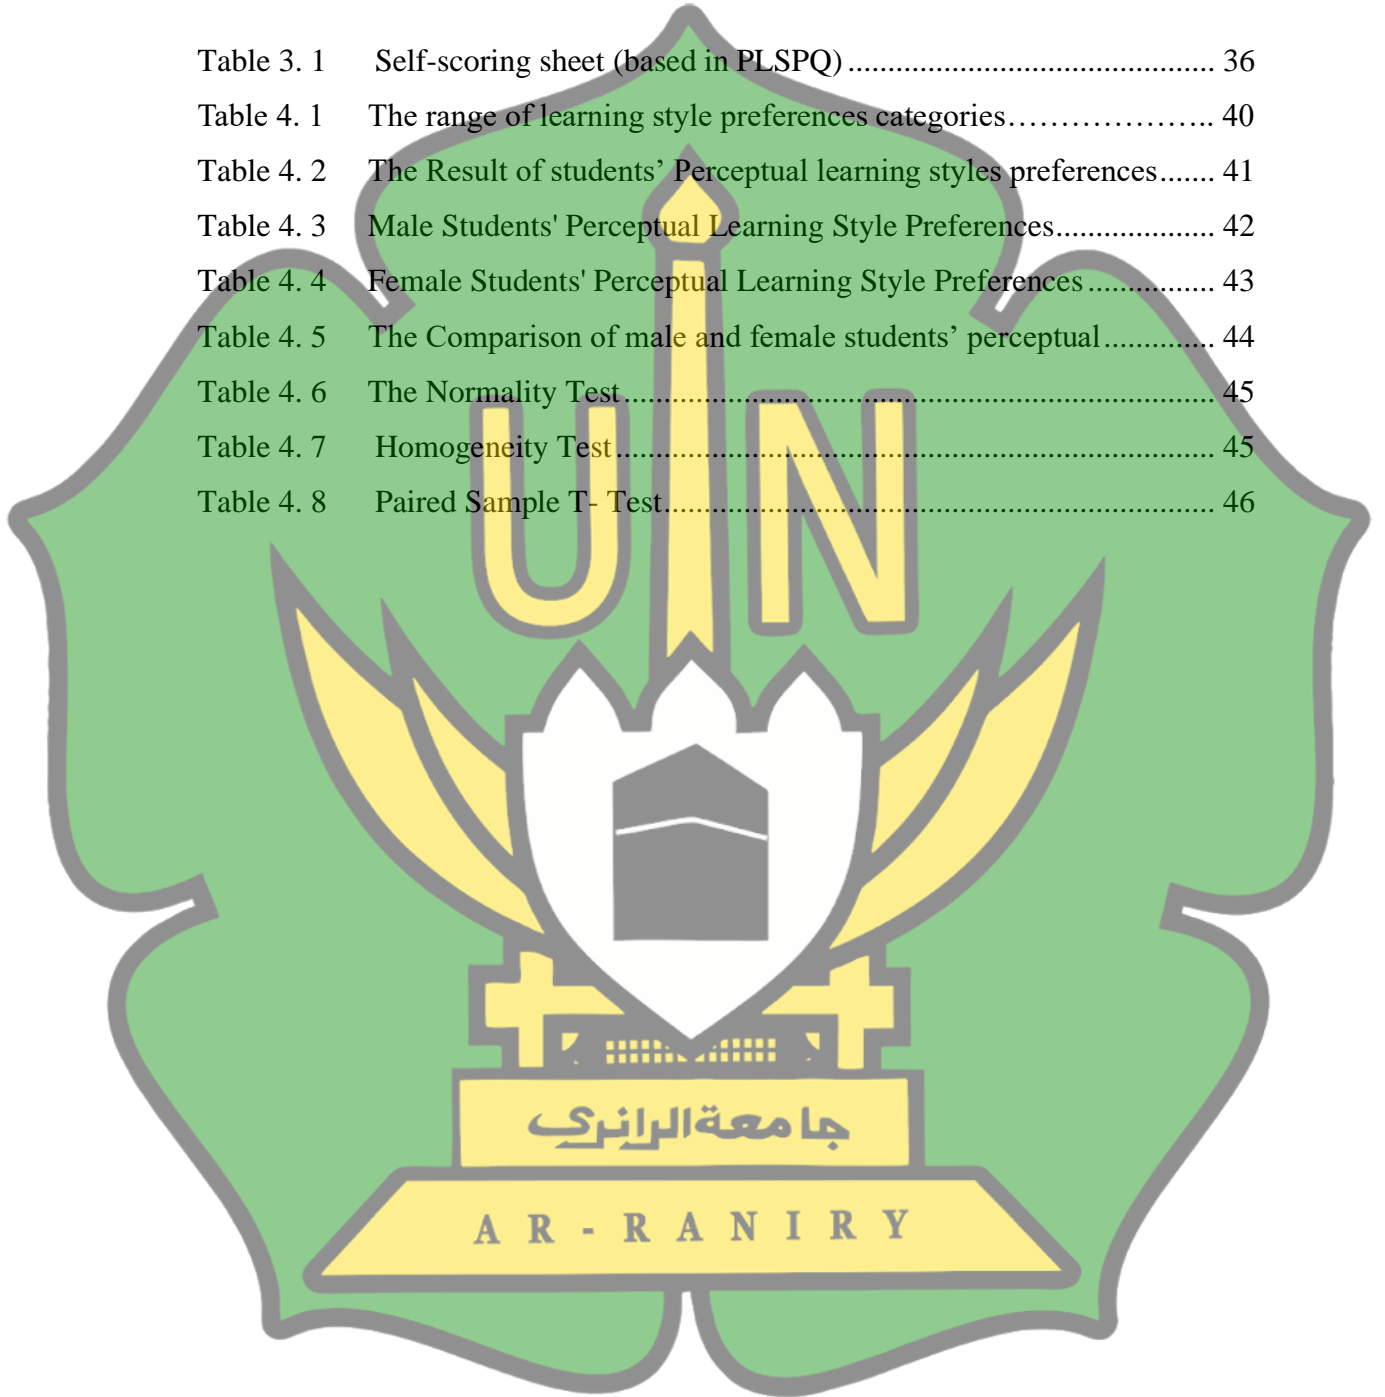 Table 3. 1 Self-scoring sheet (based in PLSPQ) .............................................. 36
Table 4. 1 The range of learning style preferences categories……………….. 40
Table 4. 2 The Result of students’ Perceptual learning styles preferences....... 41
Table 4. 3 Male Students' Perceptual Learning Style Preferences.................... 42
Table 4. 4 Female Students' Perceptual Learning Style Preferences ................ 43
Table 4. 5 The Comparison of male and female students’ perceptual.............. 44
Table 4. 6 The Normality Test.......................................................................... 45
Table 4. 7 Homogeneity Test........................................................................... 45
Table 4. 8 Paired Sample T- Test..................................................................... 46
UIN
جامعة الرانري
AR-RANIRY